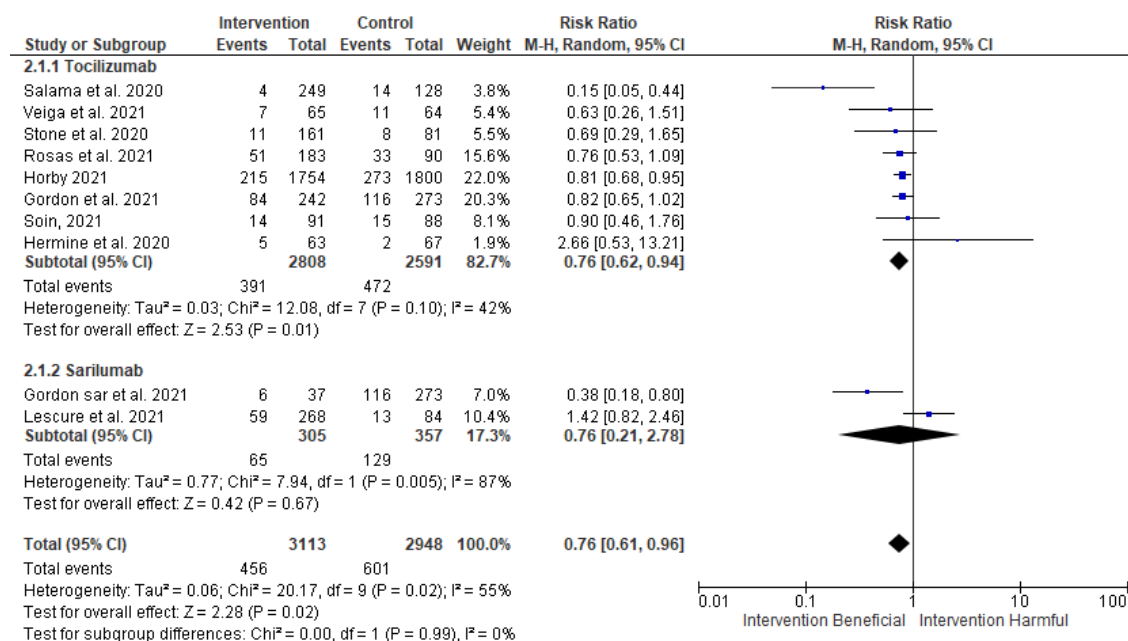 Intervention Control Risk Ratio Risk Ratio
Study or Subgroup Events Total Events Total Weight M-H, Random, 95% CI M-H, Random, 95% CI
2.1.1 Tocilizumab
Salama et al. 2020 4 249 14 128 3.8% 0.15 [0.05, 0.44]
Veiga et al. 2021 7 65 11 64 5.4% 0.63 [0.26, 1.51]
Stone et al. 2020 11 161 8 81 5.5% 0.69 [0.29, 1.65]
Rosas et al. 2021 51 183 33 90 15.6% 0.76 [0.53, 1.09]
Horby 2021 215 1754 273 1800 22.0% 0.81 [0.68, 0.95]
Gordon et al. 2021 84 242 116 273 20.3% 0.82 [0.65, 1.02]
Soin, 2021 14 91 15 88 8.1% 0.90 [0.46, 1.76]
Hermine et al. 2020 5 63 2 67 1.9% 2.66 [0.53, 13.21]
Subtotal (95% CI) 2808 2591 82.7% 0.76 [0.62, 0.94]
Total events 391 472
Heterogeneity: Tau² = 0.03; Chi² = 12.08, df = 7 (P = 0.10); I² = 42%
Test for overall effect: Z = 2.53 (P = 0.01)
2.1.2 Sarilumab
Gordon sar et al. 2021 6 37 116 273 7.0% 0.38 [0.18, 0.80]
Lescure et al. 2021 59 268 13 84 10.4% 1.42 [0.82, 2.46]
Subtotal (95% CI) 305 357 17.3% 0.76 [0.21, 2.78]
Total events 65 129
Heterogeneity: Tau² = 0.77; Chi² = 7.94, df = 1 (P = 0.005); I² = 87%
Test for overall effect: Z = 0.42 (P = 0.67)
Total (95% CI) 3113 2948 100.0% 0.76 [0.61, 0.96]
Total events 456 601
Heterogeneity: Tau² = 0.06; Chi² = 20.17, df = 9 (P = 0.02); I² = 55%
Test for overall effect: Z = 2.28 (P = 0.02)
Test for subgroup differences: Chi² = 0.00, df = 1 (P = 0.99), I² = 0%
0.01 0.1 1 10 100
Intervention Beneficial Intervention Harmful